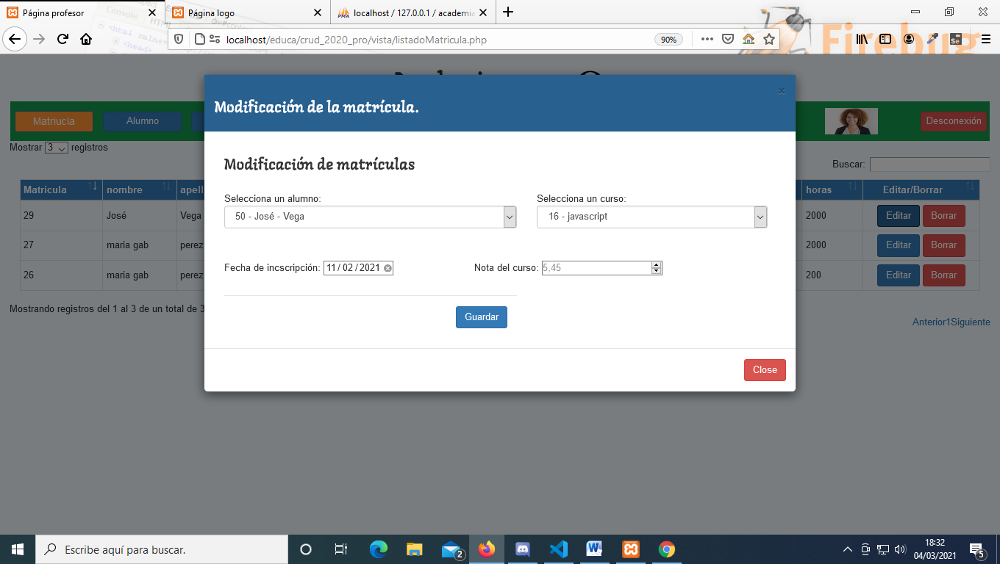 Página profesor
Página logo
localhost / 127.0.0.1 / academia
localhost/educa/crud_2020_pro/vista/listadoMatricula.php
90%
Firebug
Modificación de la matrícula.
×
Matriucla
Alumno
Desconexión
Mostrar 3 registros
Buscar:
Modificación de matrículas
Matricula nombre apell horas Editar/Borrar
Selecciona un alumno: Selecciona un curso:
29 José Vega 50 - José - Vega 16 - javascript 2000 Editar Borrar
27 maria gab perez 2000 Editar Borrar
Fecha de incscripción: 11 / 02 / 2021 Nota del curso: 5,45
26 maria gab perez 200 Editar Borrar
Mostrando registros del 1 al 3 de un total de 3
Guardar
Anterior1Siguiente
Close
Escribe aquí para buscar.
2
18:32
04/03/2021
5